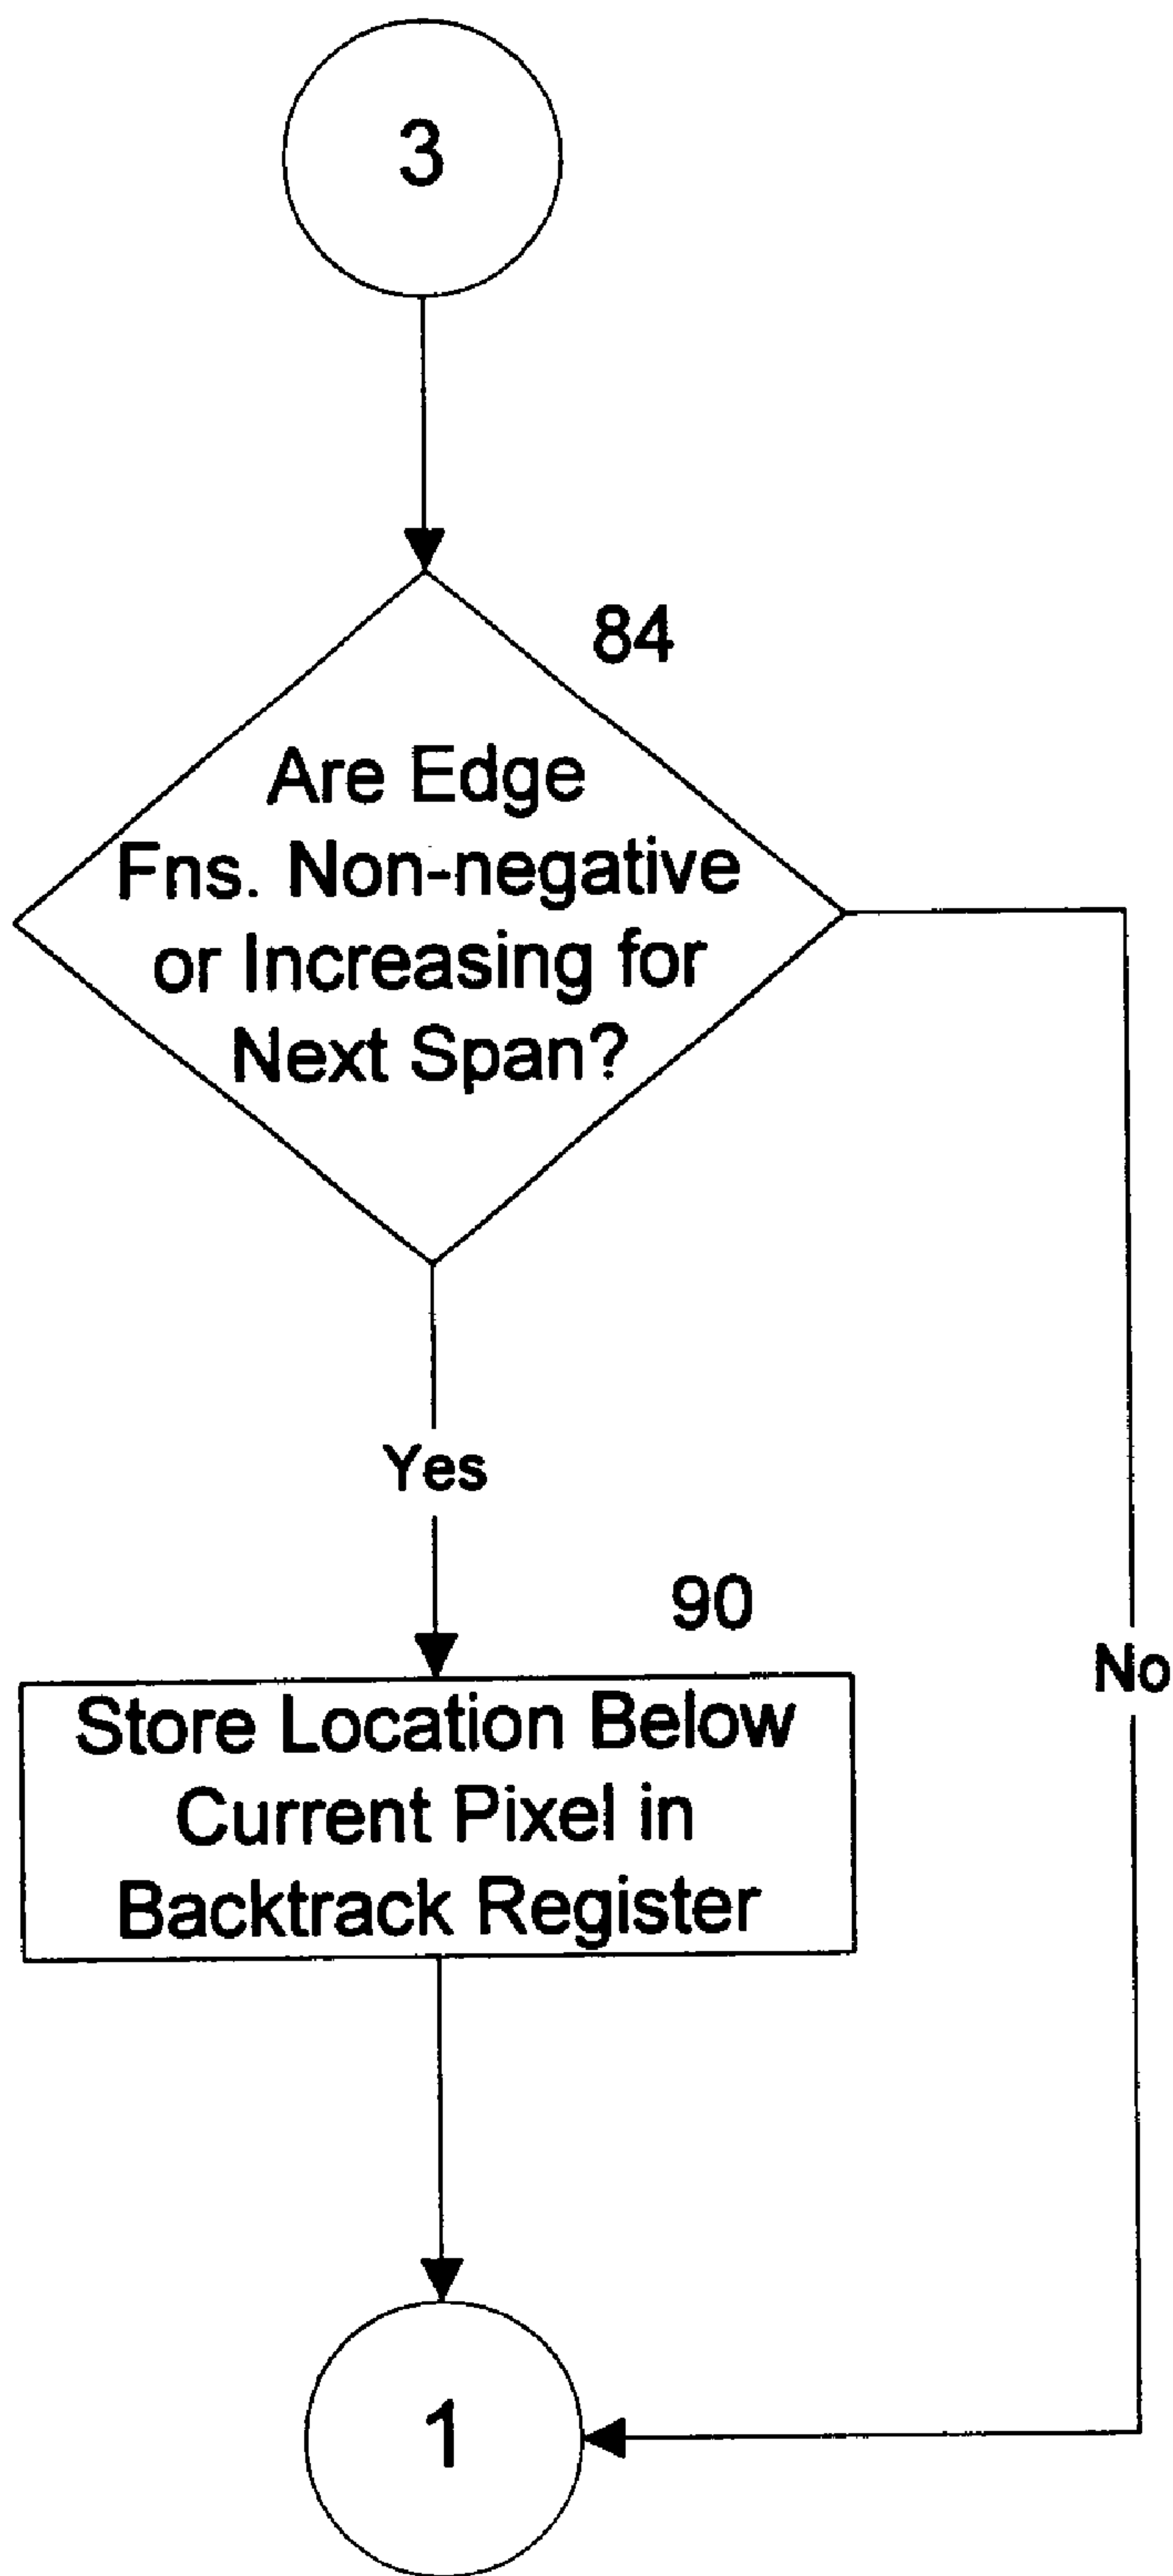 3
84
Are Edge
Fns. Non-negative
or Increasing for
Next Span?
Yes
90
No
Store Location Below
Current Pixel in
Backtrack Register
1